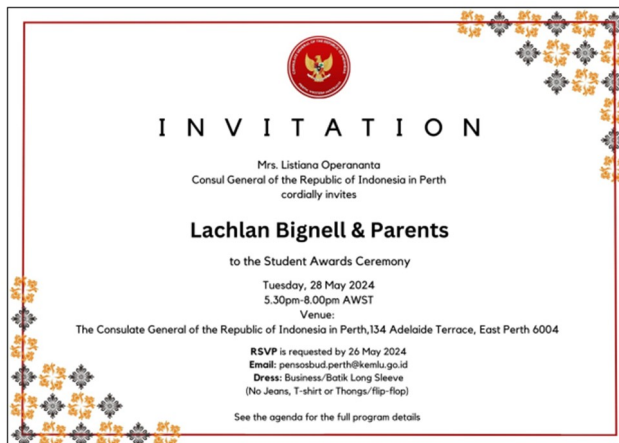 INVITATION
Mrs. Listiana Operananta
Consul General of the Republic of Indonesia in Perth
cordially invites
Lachlan Bignell & Parents
to the Student Awards Ceremony
Tuesday, 28 May 2024
5.30pm-8.00pm AWST
Venue:
The Consulate General of the Republic of Indonesia in Perth,134 Adelaide Terrace, East Perth 6004
RSVP is requested by 26 May 2024
Email: pensosbud.perth@kemlu.go.id
Dress: Business/Batik Long Sleeve
(No Jeans, T-shirt or Thongs/flip-flop)
See the agenda for the full program details